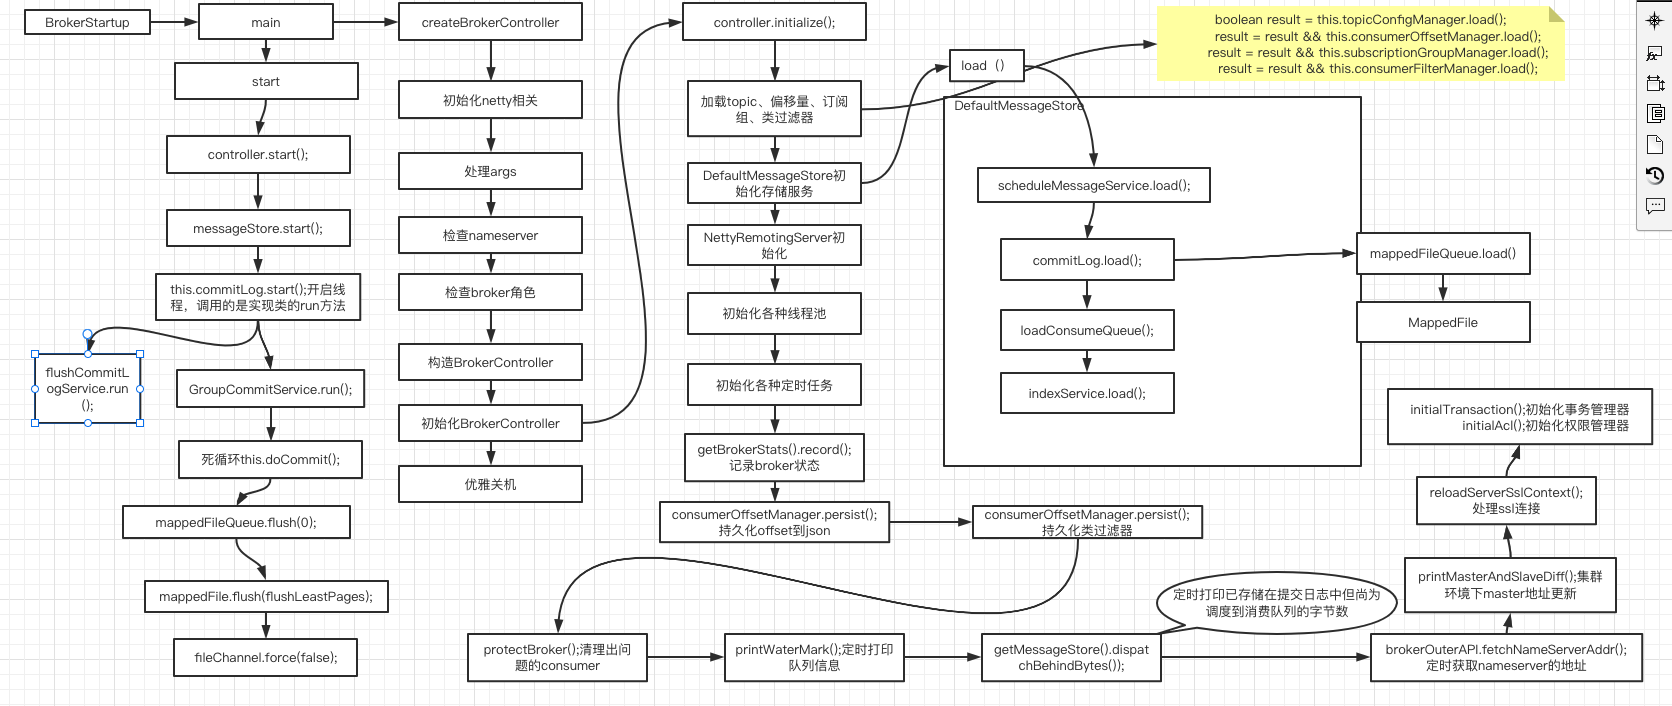 BrokerStartup
main
start
controller.start();
messageStore.start();
this.commitLog.start();开启线
程，调用的是实现类的run方法
flushCommitL
ogService.run
();
GroupCommitService.run();
死循环this.doCommit();
mappedFileQueue.flush(0);
mappedFile.flush(flushLeastPages);
fileChannel.force(false);
createBrokerController
初始化netty相关
处理args
检查nameserver
检查broker角色
构造BrokerController
初始化BrokerController
优雅关机
controller.initialize();
加载topic、偏移量、订阅
组、类过滤器
DefaultMessageStore初
始化存储服务
NettyRemotingServer初
始化
初始化各种线程池
初始化各种定时任务
getBrokerStats().record();
记录broker状态
consumerOffsetManager.persist();
持久化offset到json
consumerOffsetManager.persist();
持久化类过滤器
boolean result = this.topicConfigManager.load();
result = result && this.consumerOffsetManager.load();
result = result && this.subscriptionGroupManager.load();
result = result && this.consumerFilterManager.load();
load（）
DefaultMessageStore
scheduleMessageService.load();
commitLog.load();
loadConsumeQueue();
indexService.load();
mappedFileQueue.load()
MappedFile
protectBroker();清理出问
题的consumer
printWaterMark();定时打印
队列信息
getMessageStore().dispat
chBehindBytes());
定时打印已存储在提交日志中但尚为
调度到消费队列的字节数
brokerOuterAPI.fetchNameServerAddr();
定时获取nameserver的地址
printMasterAndSlaveDiff();集群
环境下master地址更新
reloadServerSslContext();
处理ssl连接
initialTransaction();初始化事务管理器
initialAcl();初始化权限管理器